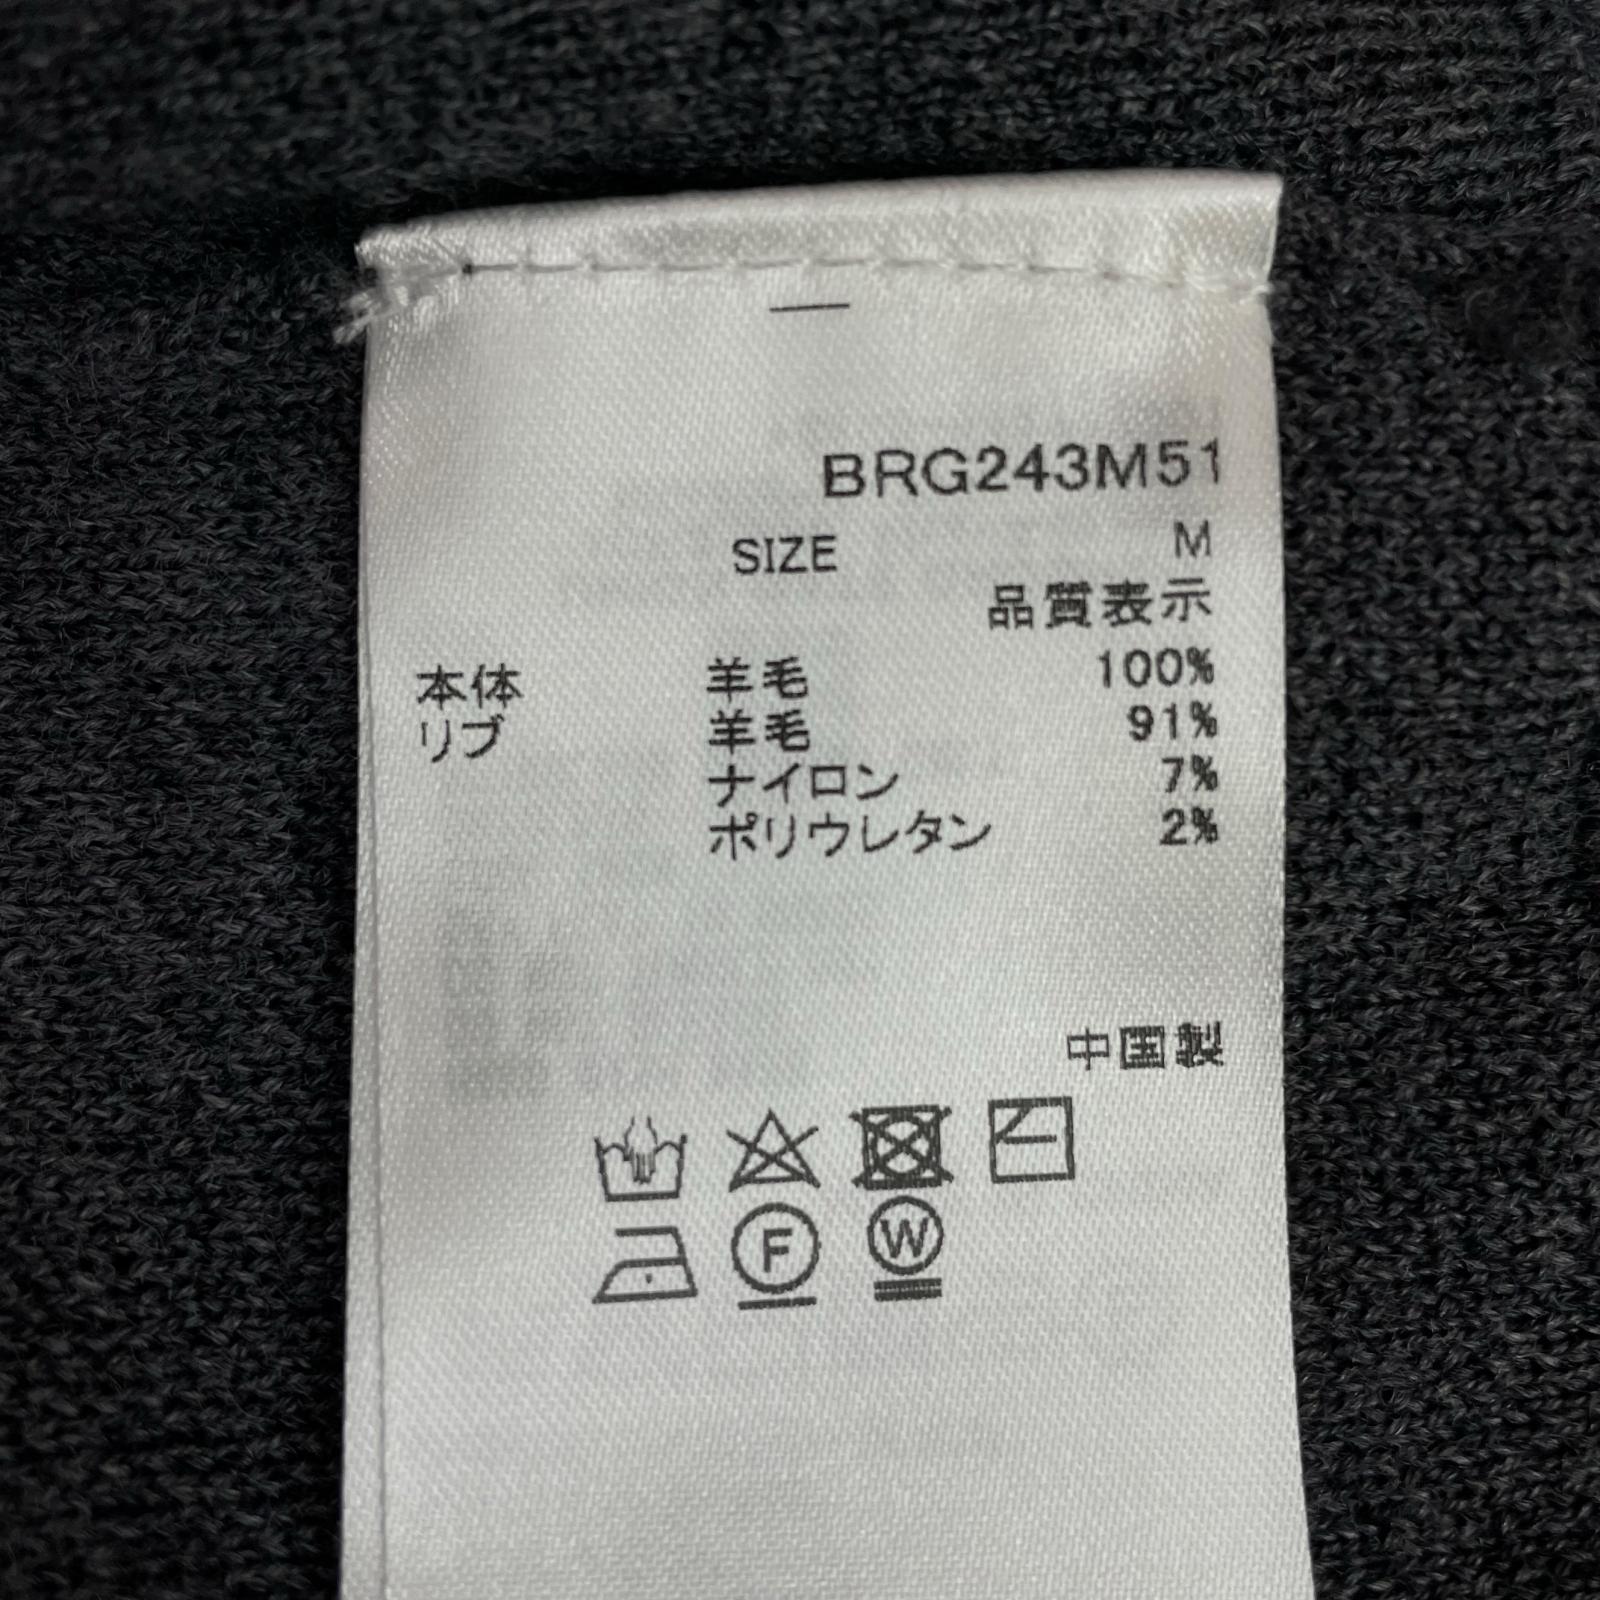 BRG243M51
SIZE M
品質表示
本体 羊毛 100%
リブ 羊毛 91%
ナイロン 7%
ポリウレタン 2%
中国製
F W